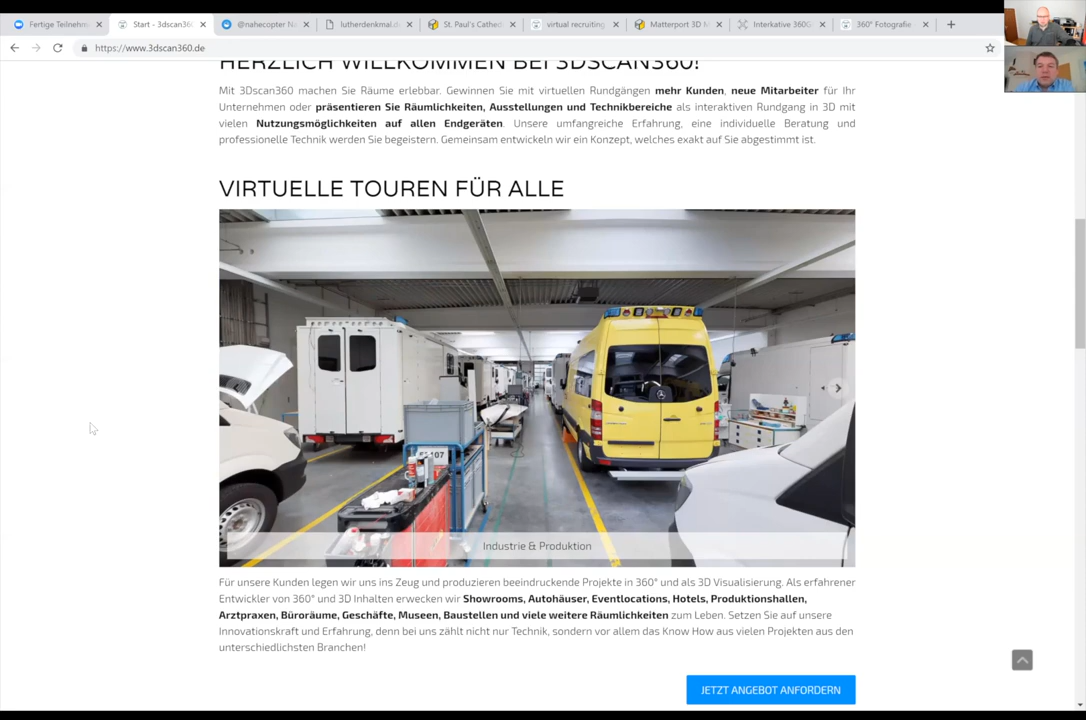 Fertige Teilnehm
Start - 3dscan360
@nahecopter Na
lutherdenkmal.d
St. Paul's Cathed
virtual recruiting
Matterport 3D M
Interkative 360G
360° Fotografie
https://www.3dscan360.de
HERZLICH WILLKOMMEN BEI 3DSCAN360!
Mit 3Dscan360 machen Sie Räume erlebbar. Gewinnen Sie mit virtuellen Rundgängen mehr Kunden, neue Mitarbeiter für Ihr
Unternehmen oder präsentieren Sie Räumlichkeiten, Ausstellungen und Technikbereiche als interaktiven Rundgang in 3D mit
vielen Nutzungsmöglichkeiten auf allen Endgeräten. Unsere umfangreiche Erfahrung, eine individuelle Beratung und
professionelle Technik werden Sie begeistern. Gemeinsam entwickeln wir ein Konzept, welches exakt auf Sie abgestimmt ist.
VIRTUELLE TOUREN FÜR ALLE
Industrie & Produktion
Für unsere Kunden legen wir uns ins Zeug und produzieren beeindruckende Projekte in 360° und als 3D Visualisierung. Als erfahrener
Entwickler von 360° und 3D Inhalten erwecken wir Showrooms, Autohäuser, Eventlocations, Hotels, Produktionshallen,
Arztpraxen, Büroräume, Geschäfte, Museen, Baustellen und viele weitere Räumlichkeiten zum Leben. Setzen Sie auf unsere
Innovationskraft und Erfahrung, denn bei uns zählt nicht nur Technik, sondern vor allem das Know How aus vielen Projekten aus den
unterschiedlichsten Branchen!
JETZT ANGEBOT ANFORDERN